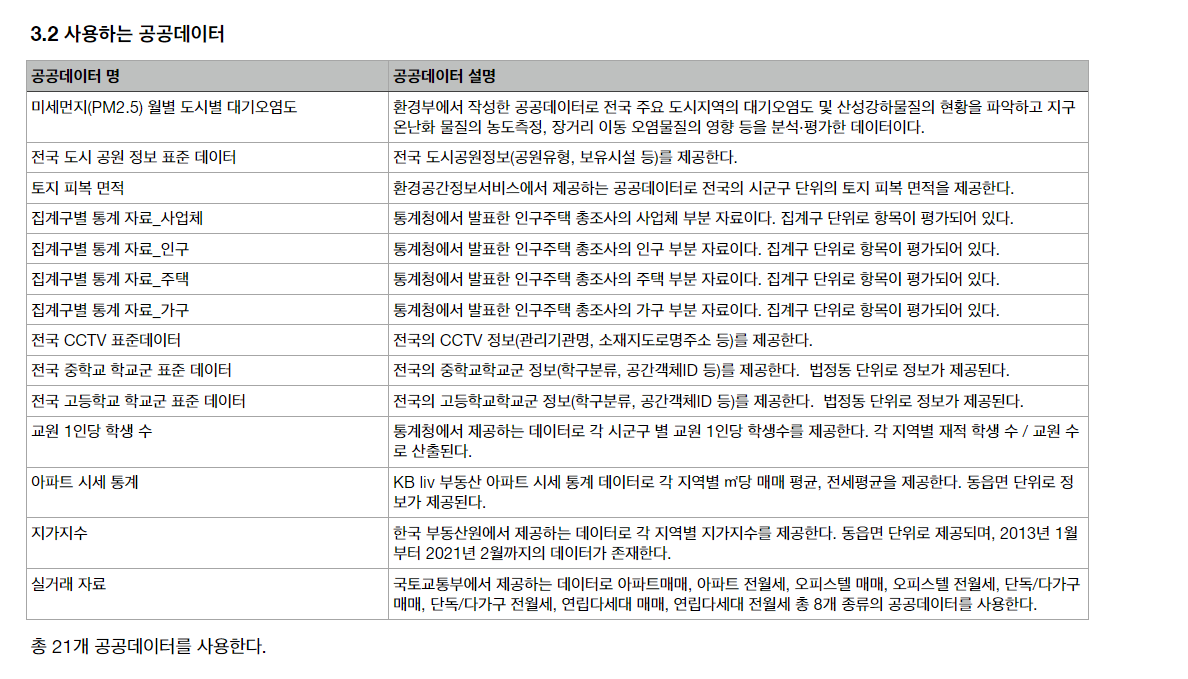 3.2 사용하는 공공데이터
공공데이터 명
공공데이터 설명
미세먼지(PM2.5) 월별 도시별 대기오염도
환경부에서 작성한 공공데이터로 전국 주요 도시지역의 대기오염도 및 산성강하물질의 현황을 파악하고 지구
온난화 물질의 농도측정, 장거리 이동 오염물질의 영향 등을 분석·평가한 데이터이다.
전국 도시 공원 정보 표준 데이터
전국 도시공원정보(공원유형, 보유시설 등)를 제공한다.
토지 피복 면적
환경공간정보서비스에서 제공하는 공공데이터로 전국의 시군구 단위의 토지 피복 면적을 제공한다.
집계구별 통계 자료_사업체
통계청에서 발표한 인구주택 총조사의 사업체 부분 자료이다. 집계구 단위로 항목이 평가되어 있다.
집계구별 통계 자료_인구
통계청에서 발표한 인구주택 총조사의 인구 부분 자료이다. 집계구 단위로 항목이 평가되어 있다.
집계구별 통계 자료_주택
통계청에서 발표한 인구주택 총조사의 주택 부분 자료이다. 집계구 단위로 항목이 평가되어 있다.
집계구별 통계 자료_가구
통계청에서 발표한 인구주택 총조사의 가구 부분 자료이다. 집계구 단위로 항목이 평가되어 있다.
전국 CCTV 표준데이터
전국의 CCTV 정보(관리기관명, 소재지도로명주소 등)를 제공한다.
전국 중학교 학교군 표준 데이터
전국의 중학교학교군 정보(학구분류, 공간객체ID 등)를 제공한다.  법정동 단위로 정보가 제공된다.
전국 고등학교 학교군 표준 데이터
전국의 고등학교학교군 정보(학구분류, 공간객체ID 등)를 제공한다.  법정동 단위로 정보가 제공된다.
교원 1인당 학생 수
통계청에서 제공하는 데이터로 각 시군구 별 교원 1인당 학생수를 제공한다. 각 지역별 재적 학생 수 / 교원 수
로 산출된다.
아파트 시세 통계
KB liv 부동산 아파트 시세 통계 데이터로 각 지역별 ㎡당 매매 평균, 전세평균을 제공한다. 동읍면 단위로 정
보가 제공된다.
지가지수
한국 부동산원에서 제공하는 데이터로 각 지역별 지가지수를 제공한다. 동읍면 단위로 제공되며, 2013년 1월
부터 2021년 2월까지의 데이터가 존재한다.
실거래 자료
국토교통부에서 제공하는 데이터로 아파트매매, 아파트 전월세, 오피스텔 매매, 오피스텔 전월세, 단독/다가구
매매, 단독/다가구 전월세, 연립다세대 매매, 연립다세대 전월세 총 8개 종류의 공공데이터를 사용한다.
총 21개 공공데이터를 사용한다.